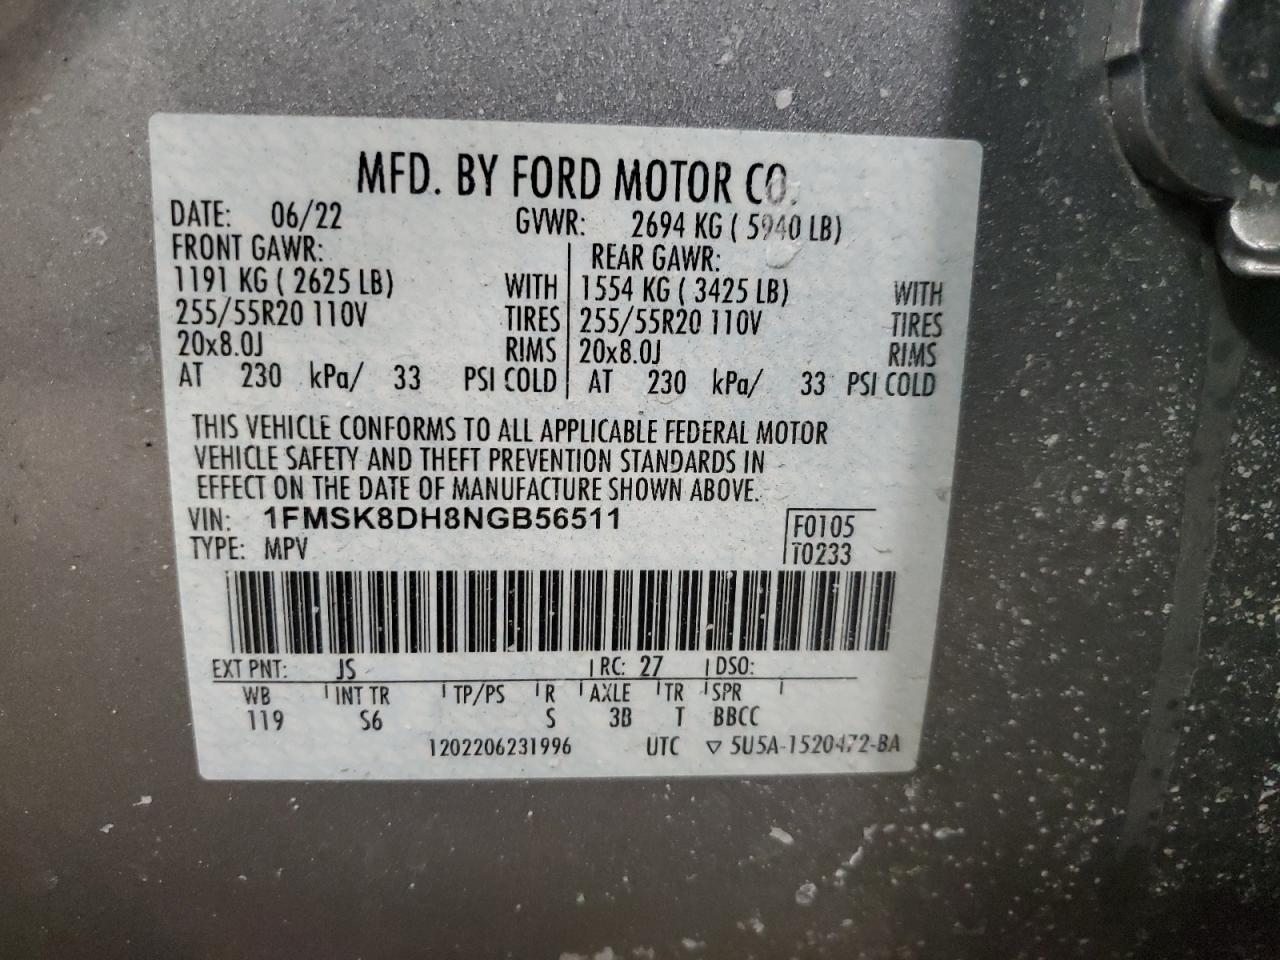 MFD. BY FORD MOTOR CO.
DATE: 06/22 GVWR: 2694 KG ( 5940 LB)
FRONT GAWR: REAR GAWR:
1191 KG ( 2625 LB) WITH 1554 KG ( 3425 LB) WITH
255/55R20 110V TIRES 255/55R20 110V TIRES
20x8.0J RIMS 20x8.0J RIMS
AT 230 kPa/ 33 PSI COLD AT 230 kPa/ 33 PSI COLD
THIS VEHICLE CONFORMS TO ALL APPLICABLE FEDERAL MOTOR
VEHICLE SAFETY AND THEFT PREVENTION STANDARDS IN
EFFECT ON THE DATE OF MANUFACTURE SHOWN ABOVE.
VIN: 1FMSK8DH8NGB56511 F0105
TYPE: MPV T0233
EXT PNT: JS RC: 27 DSO:
WB INT TR TP/PS R AXLE TR SPR
119 S6 S 3B T BBCC
1202206231996 UTC ▽ 5U5A-1520472-BA